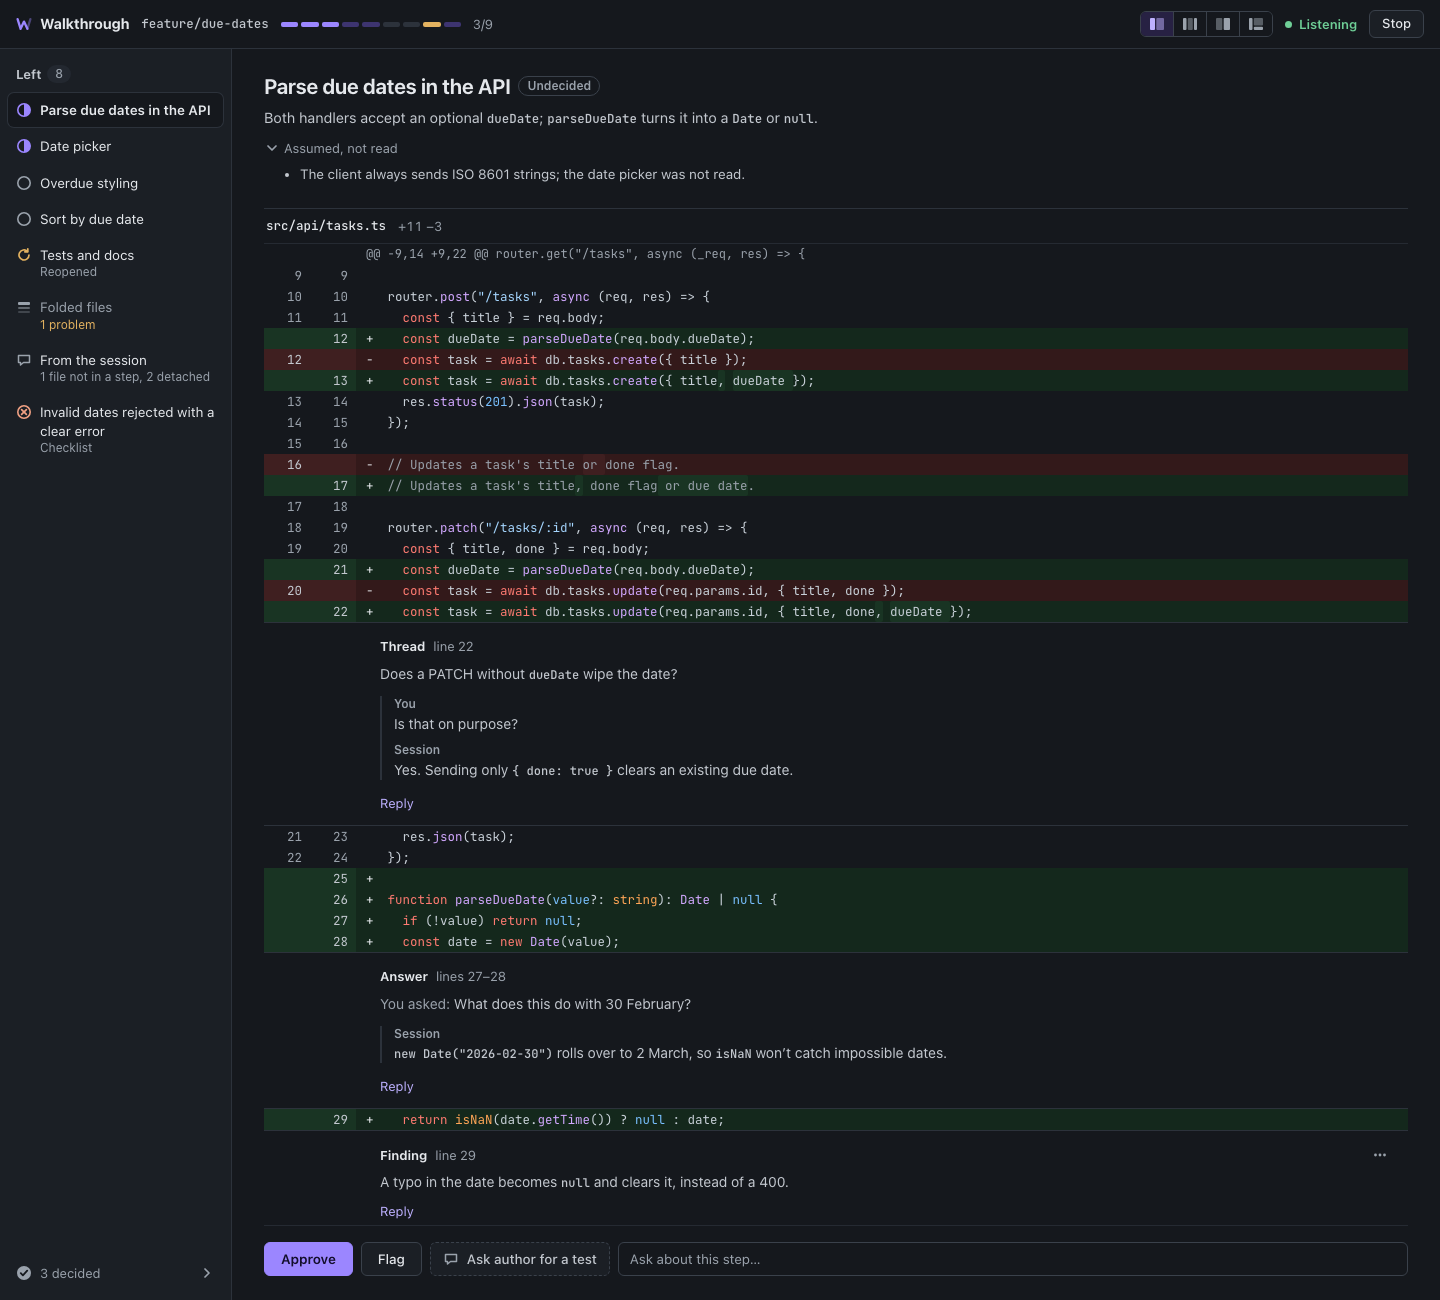 Walkthrough feature/due-dates 3/9 Listening Stop
Left 8
Parse due dates in the API
Date picker
Overdue styling
Sort by due date
Tests and docs
Reopened
Folded files
1 problem
From the session
1 file not in a step, 2 detached
Invalid dates rejected with a
clear error
Checklist
3 decided
Parse due dates in the API Undecided
Both handlers accept an optional dueDate; parseDueDate turns it into a Date or null.
Assumed, not read
• The client always sends ISO 8601 strings; the date picker was not read.
src/api/tasks.ts +11 −3
@@ -9,14 +9,22 @@ router.get("/tasks", async (_req, res) => {
9 9
10 10 router.post("/tasks", async (req, res) => {
11 11 const { title } = req.body;
12 + const dueDate = parseDueDate(req.body.dueDate);
12 - const task = await db.tasks.create({ title });
13 + const task = await db.tasks.create({ title, dueDate });
13 14 res.status(201).json(task);
14 15 });
15 16
16 - // Updates a task's title or done flag.
17 + // Updates a task's title, done flag or due date.
17 18
18 19 router.patch("/tasks/:id", async (req, res) => {
19 20 const { title, done } = req.body;
21 + const dueDate = parseDueDate(req.body.dueDate);
20 - const task = await db.tasks.update(req.params.id, { title, done });
22 + const task = await db.tasks.update(req.params.id, { title, done, dueDate });
Thread line 22
Does a PATCH without dueDate wipe the date?
You
Is that on purpose?
Session
Yes. Sending only { done: true } clears an existing due date.
Reply
21 23 res.json(task);
22 24 });
25 +
26 + function parseDueDate(value?: string): Date | null {
27 + if (!value) return null;
28 + const date = new Date(value);
Answer lines 27–28
You asked: What does this do with 30 February?
Session
new Date("2026-02-30") rolls over to 2 March, so isNaN won’t catch impossible dates.
Reply
29 + return isNaN(date.getTime()) ? null : date;
Finding line 29
A typo in the date becomes null and clears it, instead of a 400.
Reply
Approve Flag Ask author for a test Ask about this step…